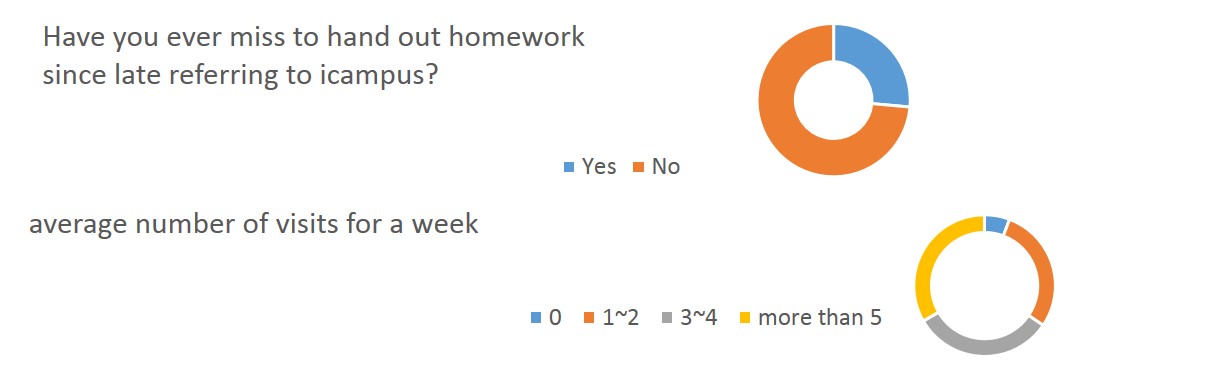 Have you ever miss to hand out homework
since late referring to icampus?
Yes No
average number of visits for a week
0 1~2 3~4 more than 5